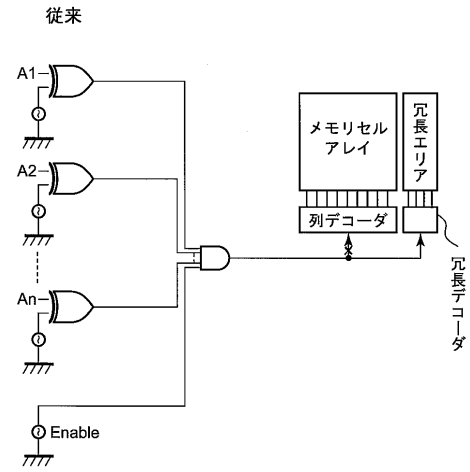 従来
A1
A2
An
Enable
メモリセル
アレイ
冗長エリア
列デコーダ
冗長デコーダ